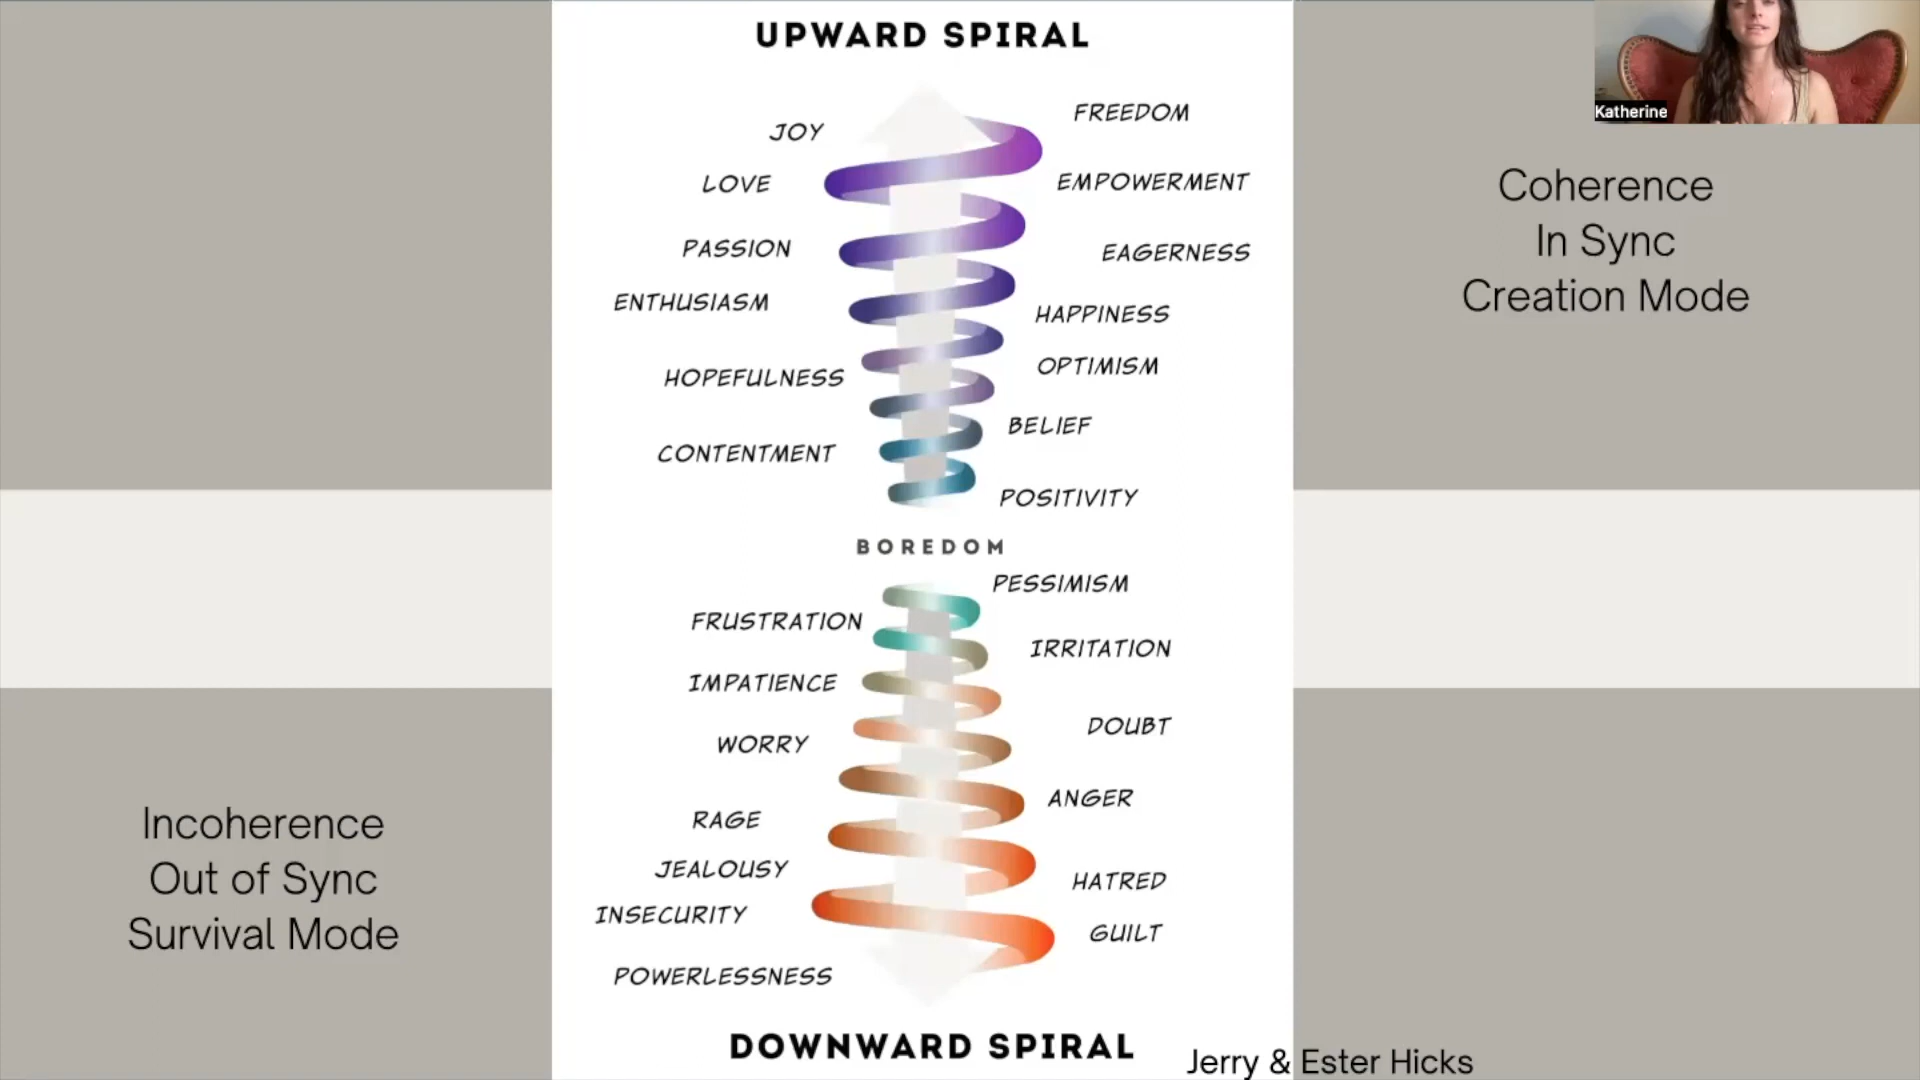 UPWARD SPIRAL
Katherine
FREEDOM
JOY
LOVE
EMPOWERMENT
PASSION
EAGERNESS
ENTHUSIASM
HAPPINESS
OPTIMISM
HOPEFULNESS
BELIEF
CONTENTMENT
POSITIVITY
Coherence
In Sync
Creation Mode
BOREDOM
PESSIMISM
FRUSTRATION
IRRITATION
IMPATIENCE
DOUBT
WORRY
ANGER
RAGE
JEALOUSY
HATRED
INSECURITY
GUILT
POWERLESSNESS
Incoherence
Out of Sync
Survival Mode
DOWNWARD SPIRAL
Jerry & Ester Hicks